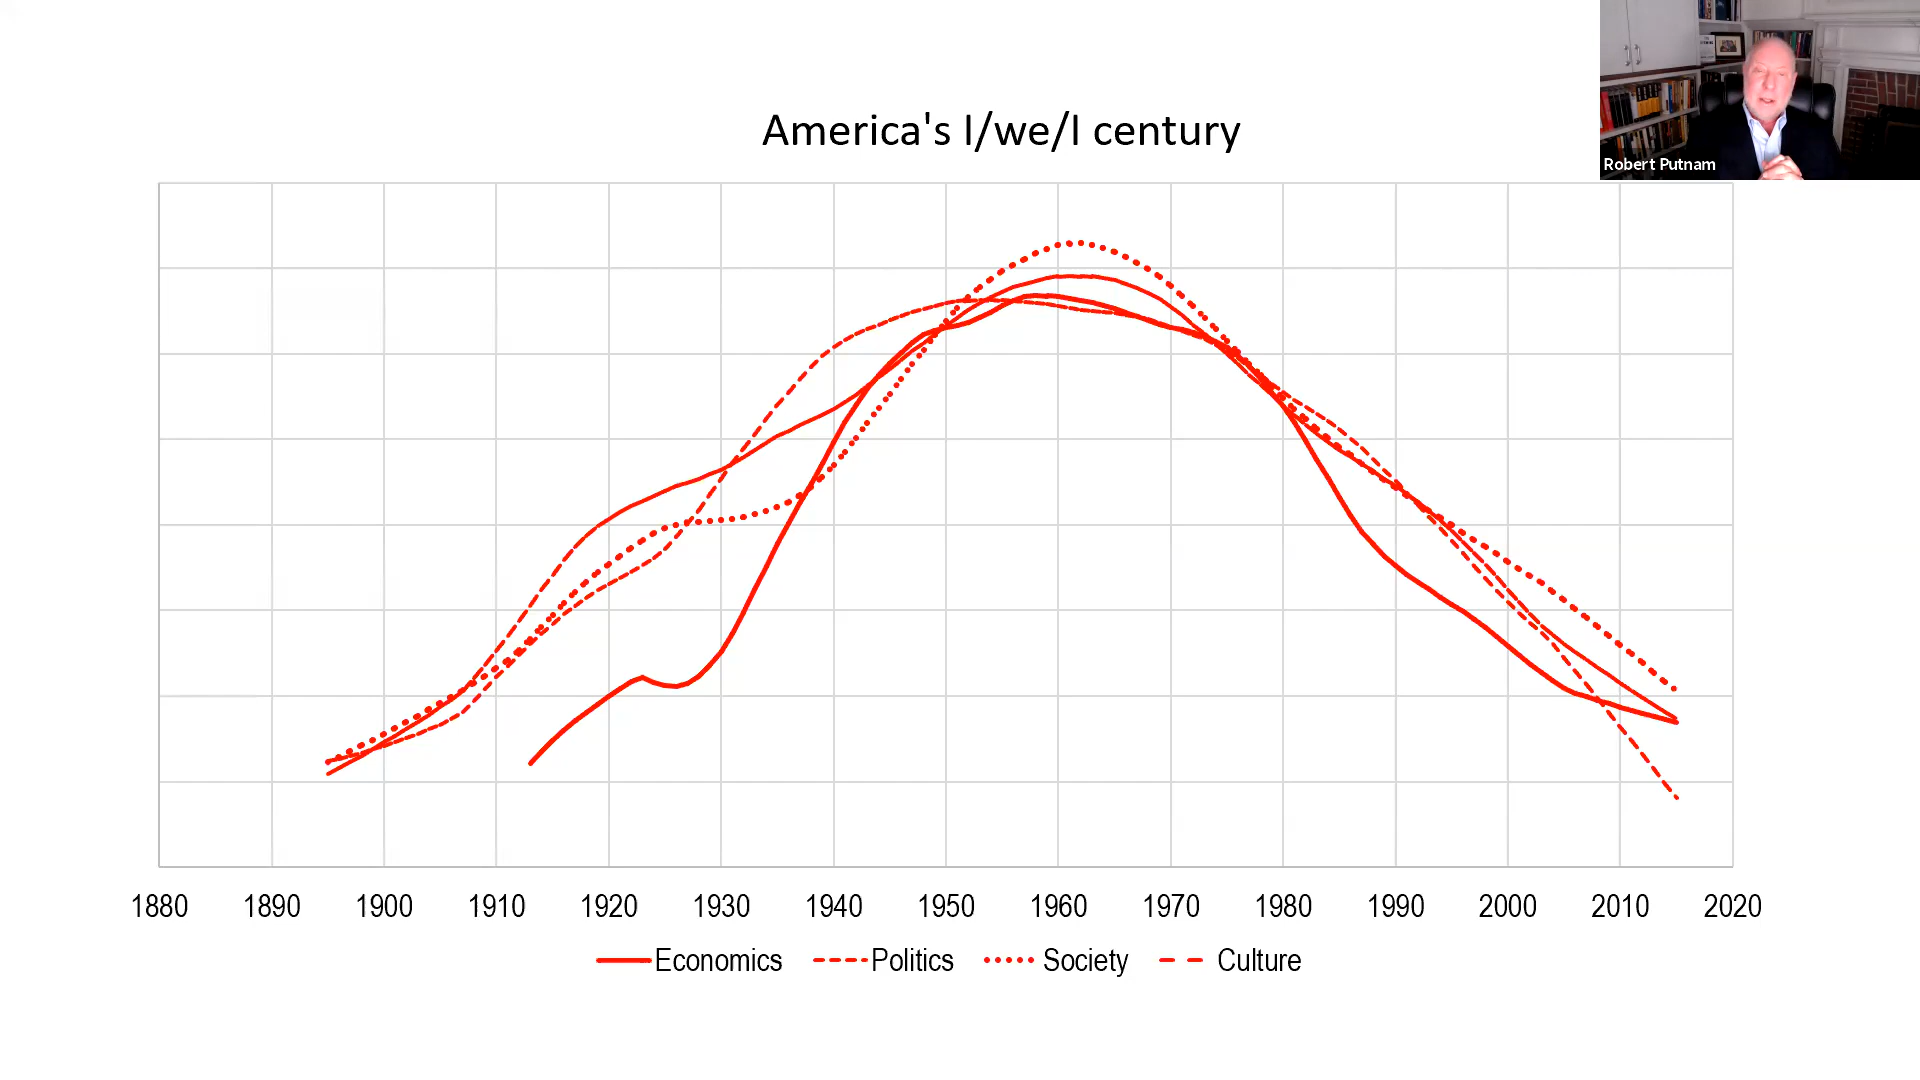 America's I/we/I century
Robert Putnam
1880 1890 1900 1910 1920 1930 1940 1950 1960 1970 1980 1990 2000 2010 2020
Economics Politics Society Culture